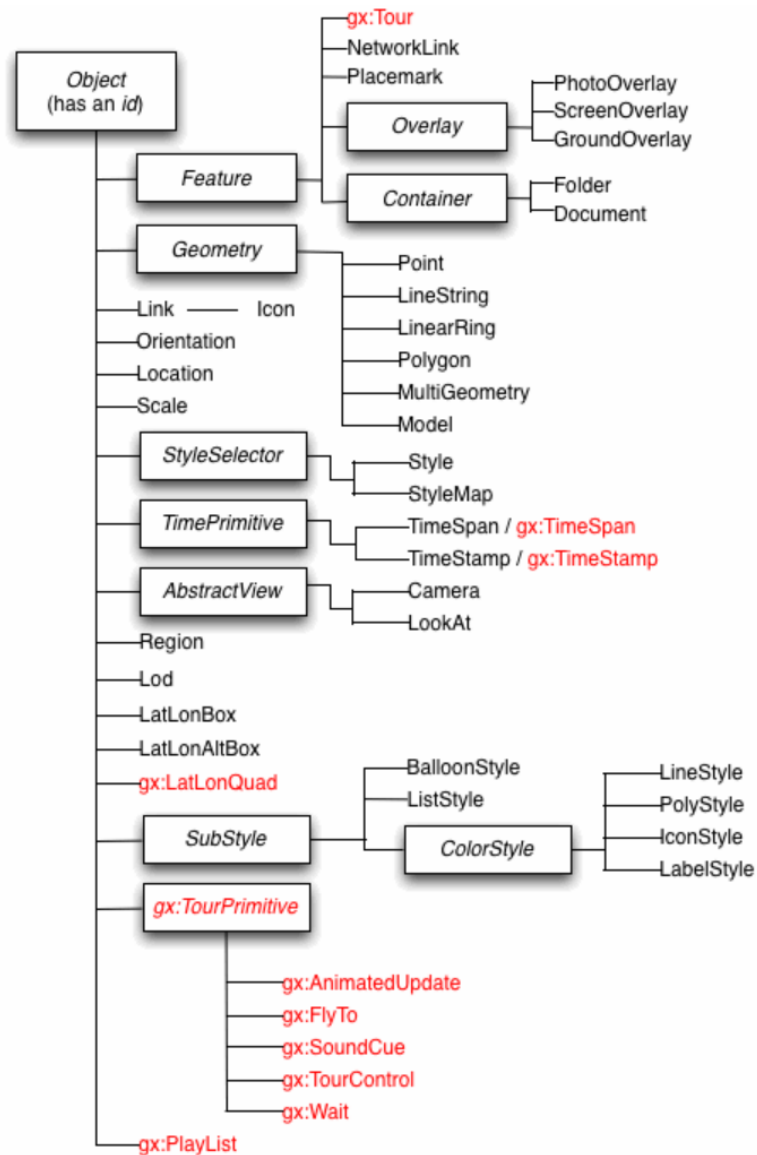 gx:Tour
NetworkLink
Placemark
Object
(has an id)
PhotoOverlay
Overlay
ScreenOverlay
GroundOverlay
Feature
Container
Folder
Document
Geometry
Point
LineString
LinearRing
Polygon
MultiGeometry
Model
Link
Icon
Orientation
Location
Scale
StyleSelector
Style
StyleMap
TimePrimitive
TimeSpan / gx:TimeSpan
TimeStamp / gx:TimeStamp
AbstractView
Camera
LookAt
Region
Lod
LatLonBox
LatLonAltBox
gx:LatLonQuad
SubStyle
BalloonStyle
ListStyle
ColorStyle
LineStyle
PolyStyle
IconStyle
LabelStyle
gx:TourPrimitive
gx:AnimatedUpdate
gx:FlyTo
gx:SoundCue
gx:TourControl
gx:Wait
gx:PlayList